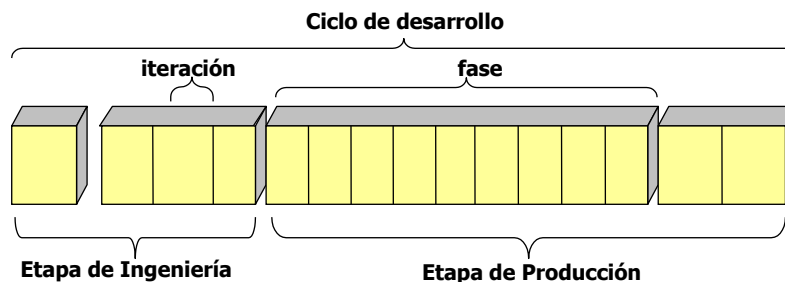 Ciclo de desarrollo
iteración
fase
Etapa de Ingeniería
Etapa de Producción